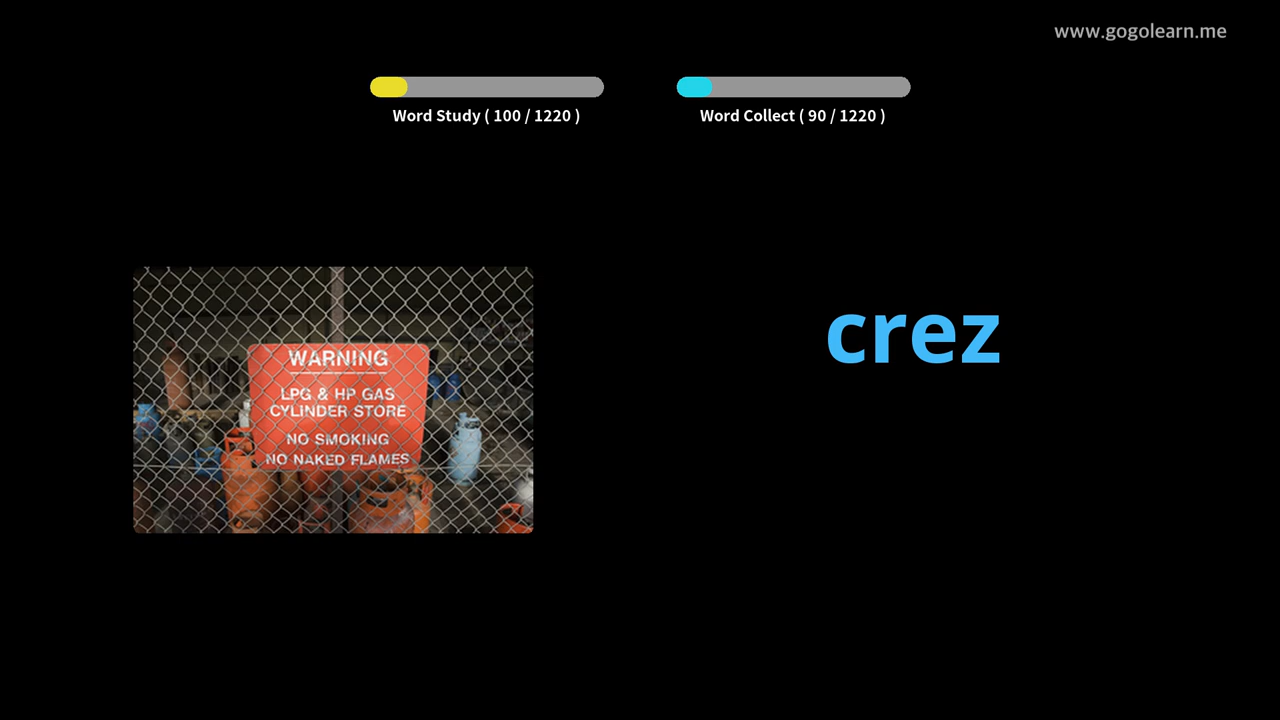 www.gogolearn.me
Word Study ( 100 / 1220 )
Word Collect ( 90 / 1220 )
WARNING
LPG & HP GAS
CYLINDER STORE
NO SMOKING
NO NAKED FLAMES
crez